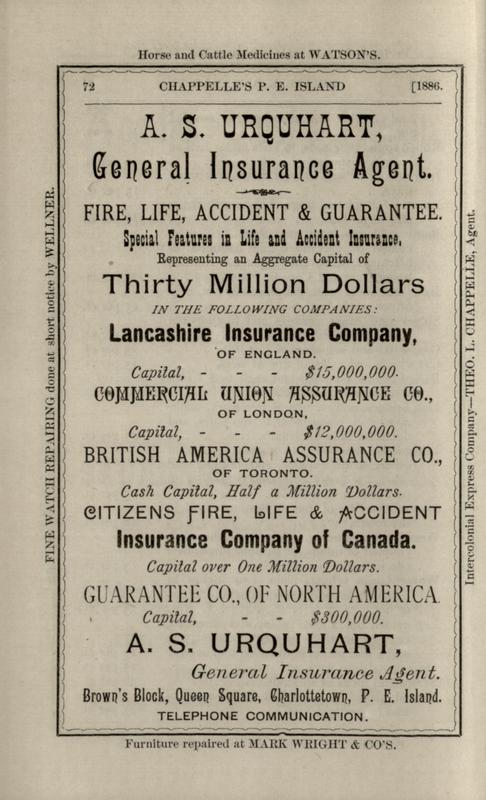 Horse and Cattle Medicines at WATSON'S.
72 CHAPPELLE'S P. E. ISLAND [1886.
A. S. URQUHART,
General Insurance Agent.
FIRE, LIFE, ACCIDENT & GUARANTEE.
Special Features in Life and Accident Insurance,
Representing an Aggregate Capital of
Thirty Million Dollars
IN THE FOLLOWING COMPANIES:
Lancashire Insurance Company,
OF ENGLAND.
Capital, - - - $15,000,000.
COMMERCIAL UNION ASSURANCE CO.,
OF LONDON,
Capital, - - - $12,000,000.
BRITISH AMERICA ASSURANCE CO.,
OF TORONTO.
Cash Capital, Half a Million Dollars.
CITIZENS FIRE, LIFE & ACCIDENT
Insurance Company of Canada.
Capital over One Million Dollars.
GUARANTEE CO., OF NORTH AMERICA.
Capital, - - $300,000.
A. S. URQUHART,
General Insurance Agent.
Brown's Block, Queen Square, Charlottetown, P. E. Island.
TELEPHONE COMMUNICATION.
Furniture repaired at MARK WRIGHT & CO'S.
FINE WATCH REPAIRING done at short notice by WELLNER.
Intercolonial Express Company—THEO. L. CHAPPELLE, Agent.